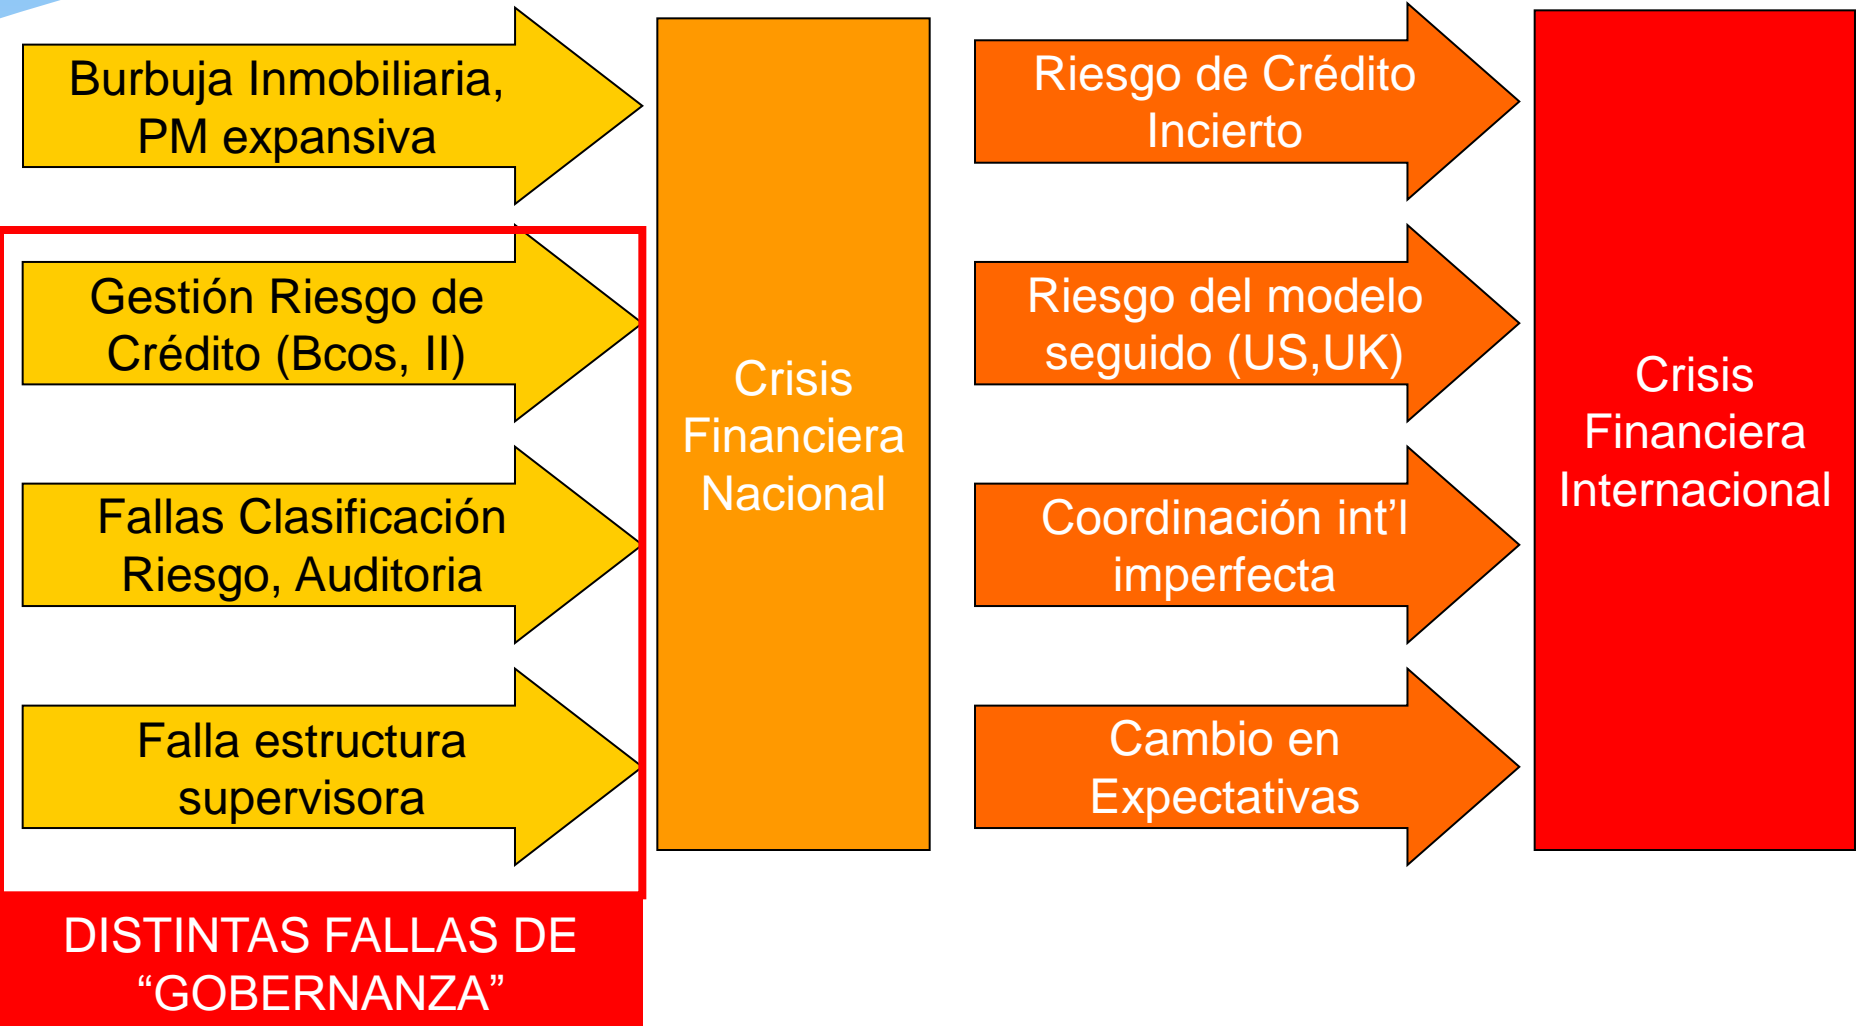 Burbuja Inmobiliaria,
PM expansiva
Gestión Riesgo de
Crédito (Bcos, II)
Fallas Clasificación
Riesgo, Auditoria
Falla estructura
supervisora
DISTINTAS FALLAS DE
“GOBERNANZA”
Crisis
Financiera
Nacional
Riesgo de Crédito
Incierto
Riesgo del modelo
seguido (US,UK)
Coordinación int’l
imperfecta
Cambio en
Expectativas
Crisis
Financiera
Internacional